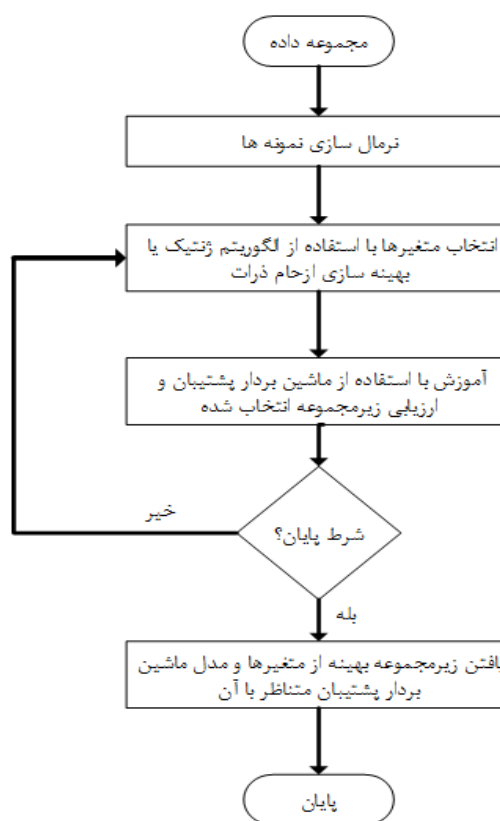 مجموعه داده
نرمال سازی نمونه ها
انتخاب متغیرها با استفاده از الگوریتم ژنتیک یا
بهینه سازی ازحام ذرات
آموزش با استفاده از ماشین بردار پشتیبان و
ارزیابی زیرمجموعه انتخاب شده
شرط پایان؟
خیر
بله
یافتن زیرمجموعه بهینه از متغیرها و مدل ماشین
بردار پشتیبان متناظر با آن
پایان